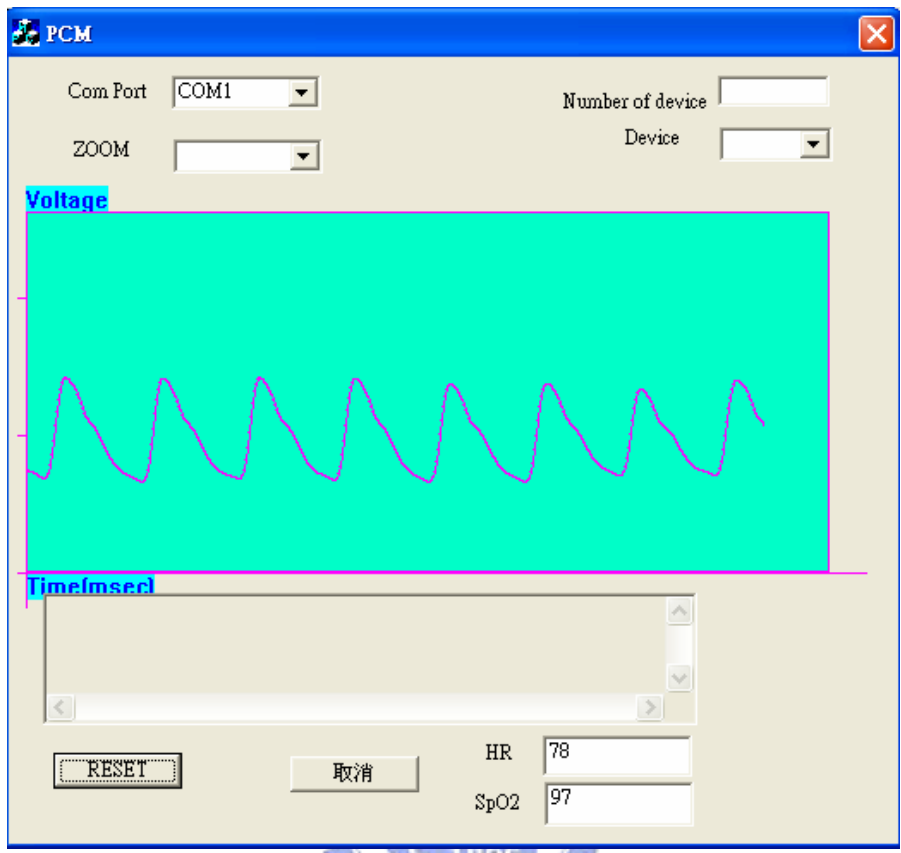 PCM
Com Port COM1
Number of device
ZOOM
Device
Voltage
Time(msec)
RESET
取消
HR 78
SpO2 97